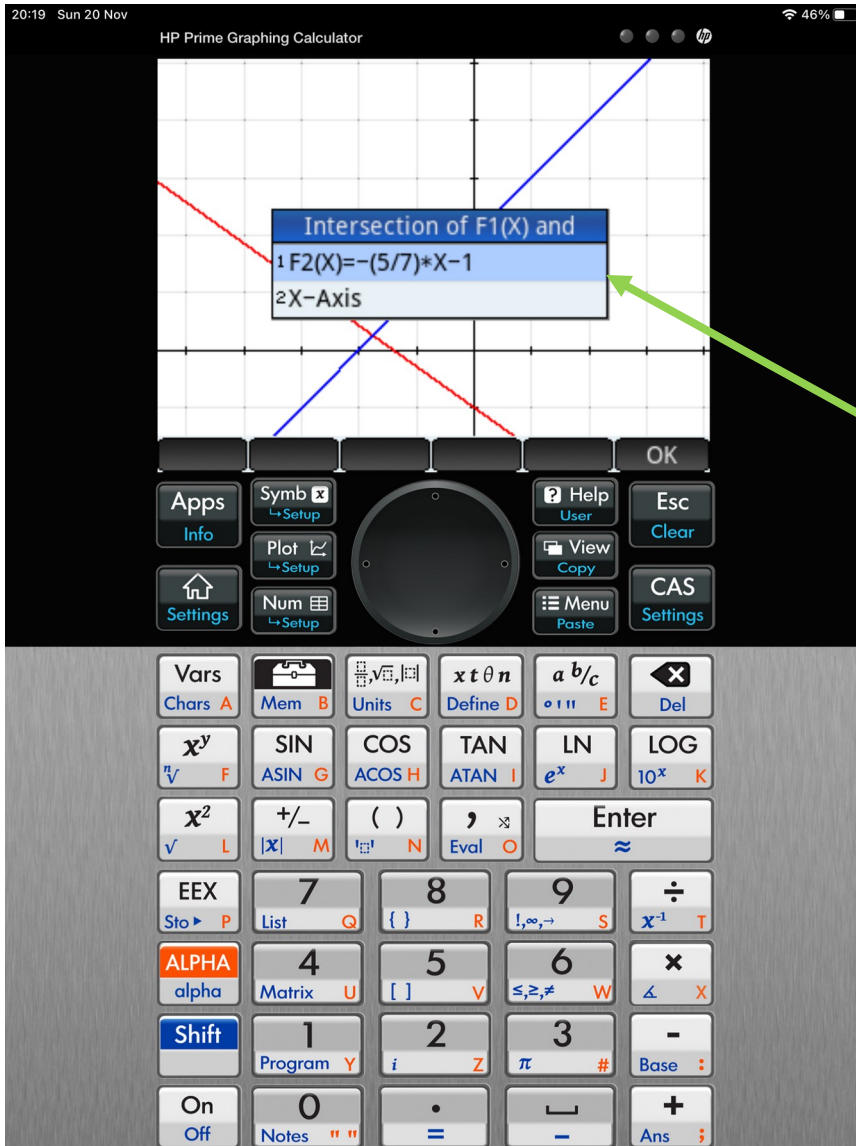 20:19 Sun 20 Nov 46%
HP Prime Graphing Calculator hp
Intersection of F1(X) and
1 F2(X)=-(5/7)*X-1
2 X-Axis
OK
Apps Symb x ? Help Esc
Info ↳Setup User Clear
Plot View
↳Setup Copy
Settings Num Menu CAS
↳Setup Paste Settings
Vars x t θ n a b/c
Chars A Mem B Units C Define D ° ' " E Del
xʸ SIN COS TAN LN LOG
ⁿ√ F ASIN G ACOS H ATAN I eˣ J 10ˣ K
x² +/- ( ) , Enter
√ L |x| M '▫' N Eval O ≈
EEX 7 8 9 ÷
Sto ▸ P List Q { } R !,∞,→ S x⁻¹ T
ALPHA 4 5 6 ×
alpha Matrix U [ ] V ≤,≥,≠ W ∡ X
Shift 1 2 3 -
Program Y i Z π # Base :
On 0 . ␣ +
Off Notes " " = _ Ans ;